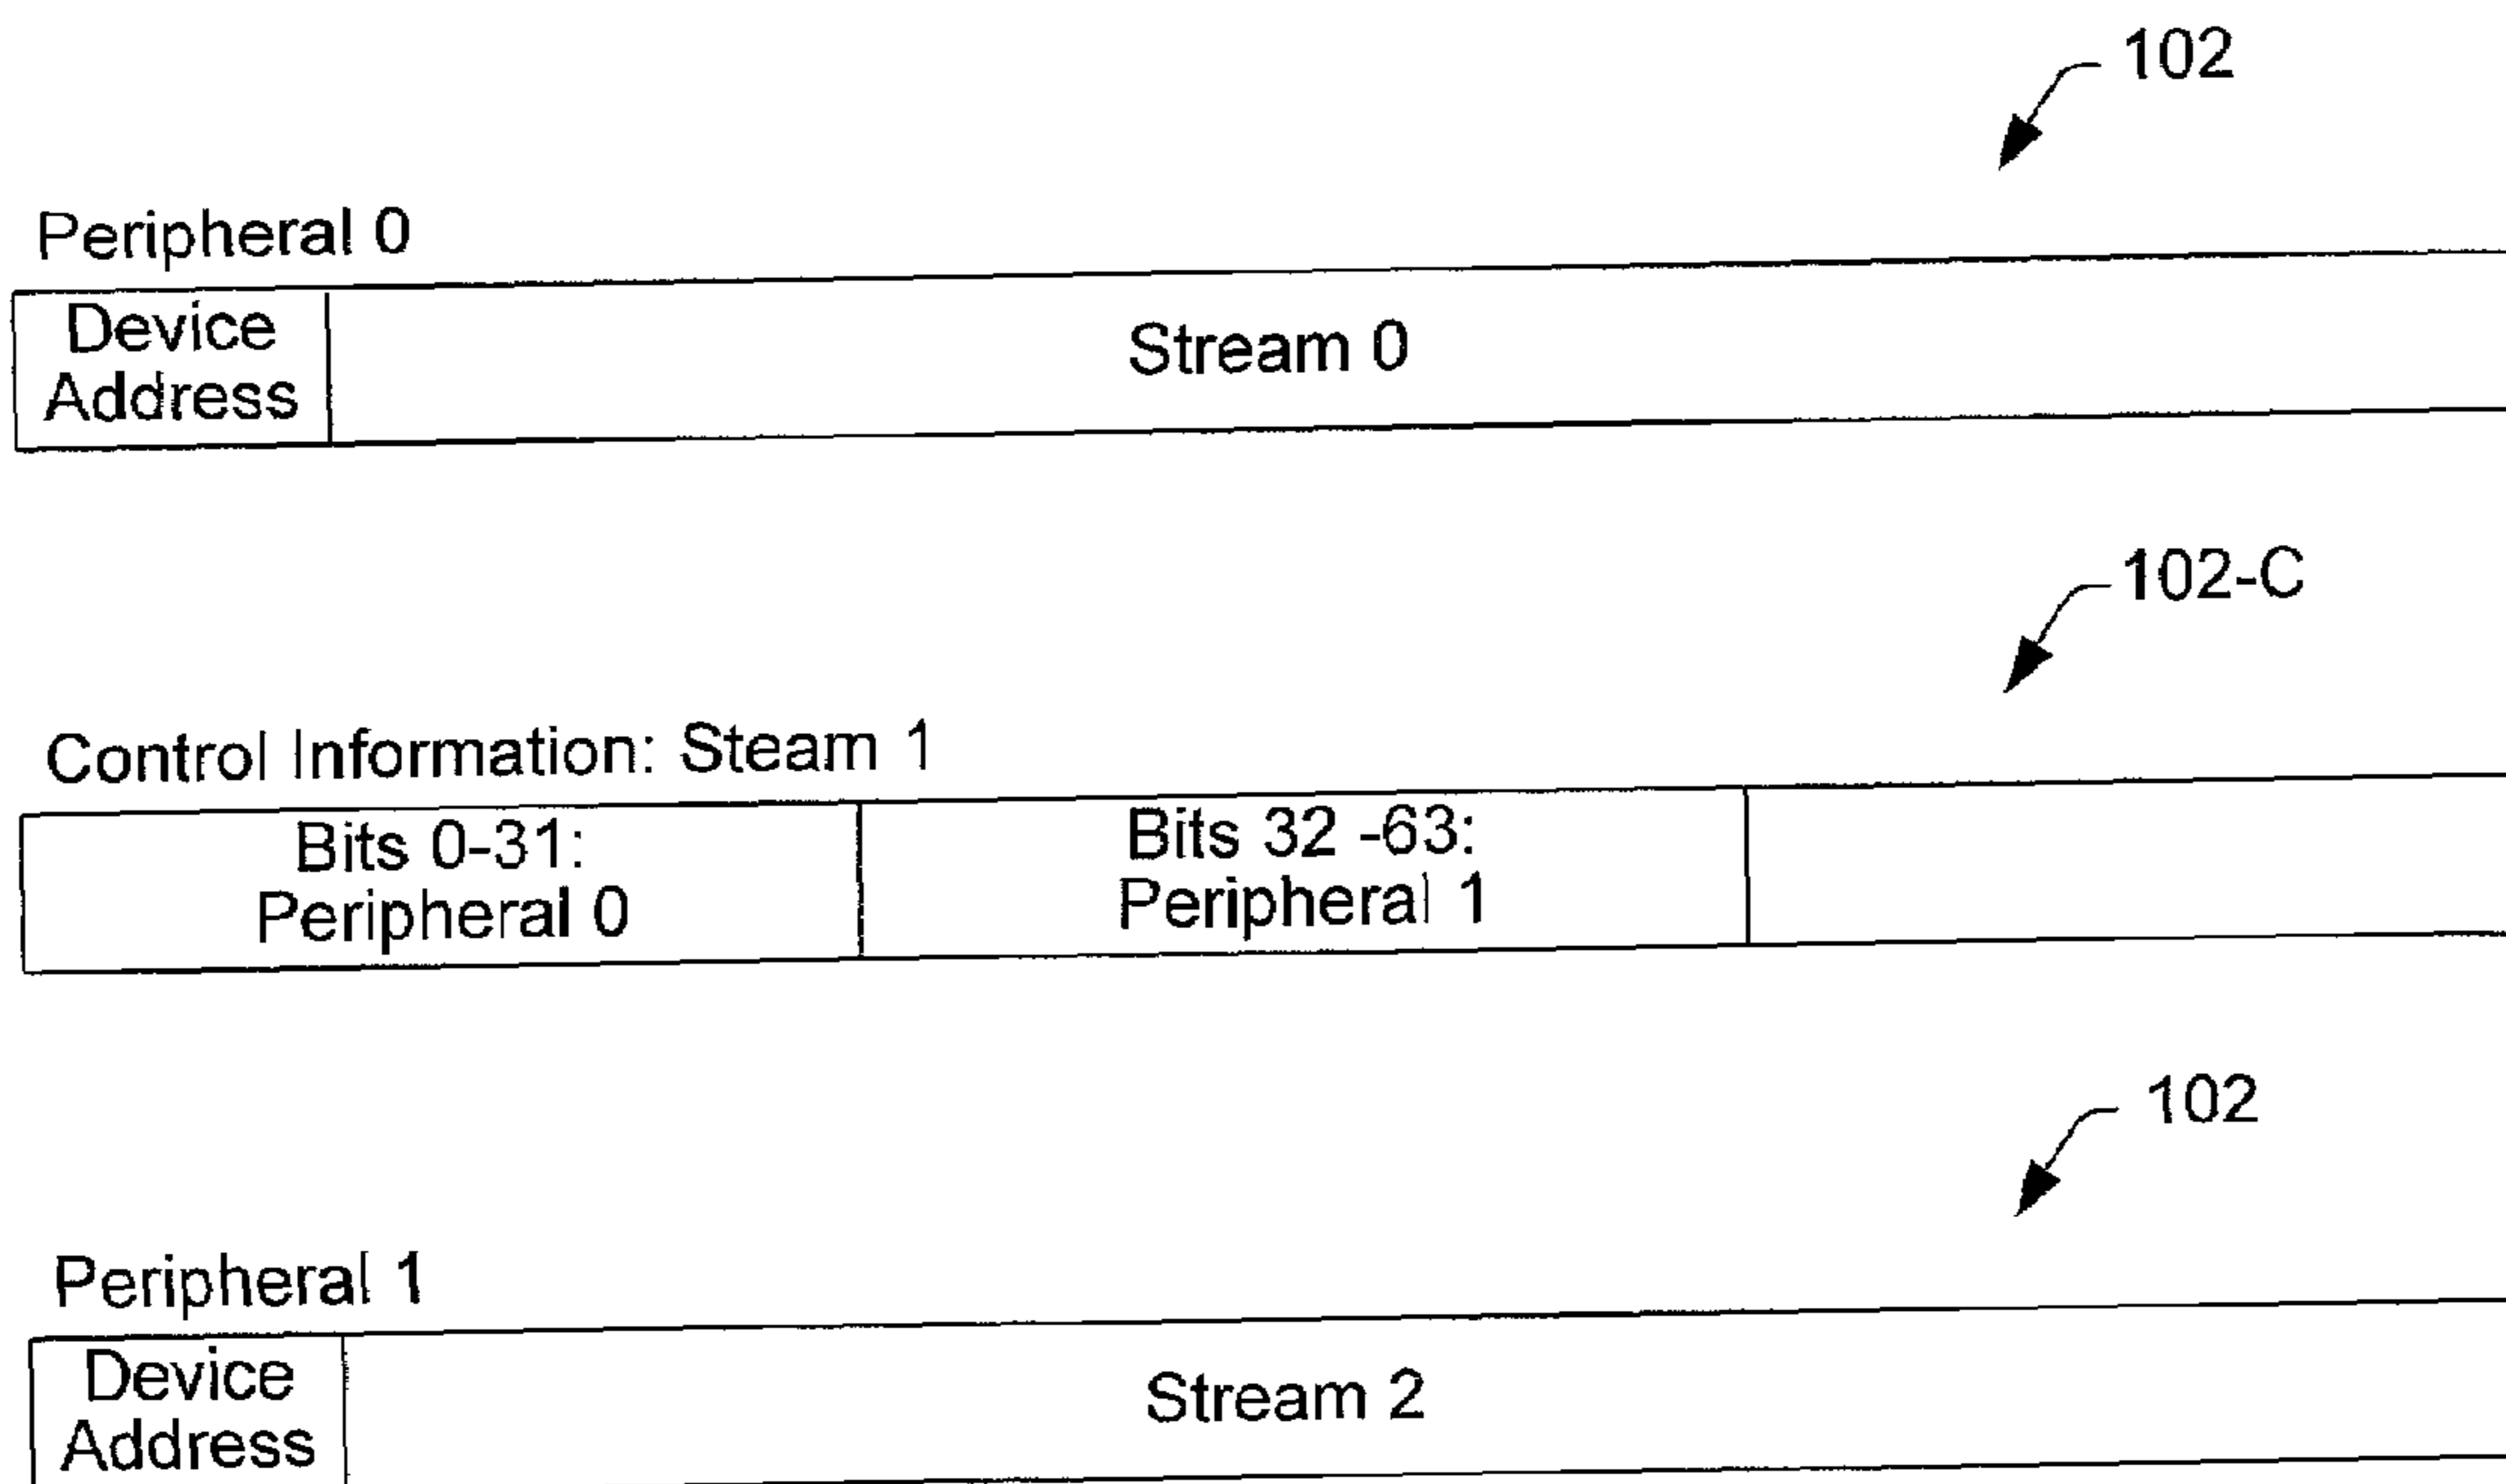 102
Peripheral 0
Device
Address
Stream 0
102-C
Control Information: Steam 1
Bits 0-31:
Peripheral 0
Bits 32 -63:
Peripheral 1
102
Peripheral 1
Device
Address
Stream 2